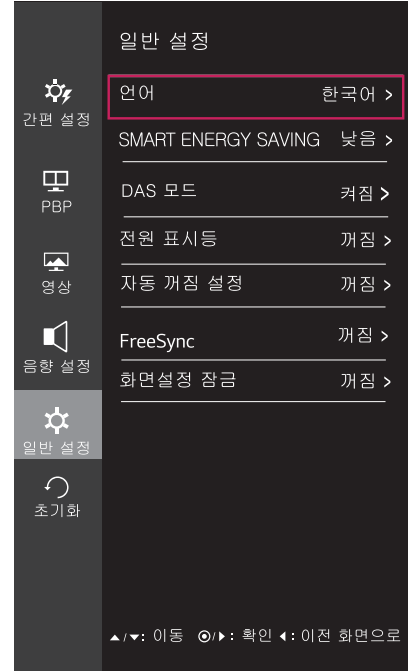 일반 설정
언어 한국어 >
SMART ENERGY SAVING 낮음 >
DAS 모드 켜짐 >
전원 표시등 꺼짐 >
자동 꺼짐 설정 꺼짐 >
FreeSync 꺼짐 >
화면설정 잠금 꺼짐 >
간편 설정
PBP
영상
음향 설정
일반 설정
초기화
▲/▼: 이동 ◉/▶: 확인 ◀: 이전 화면으로